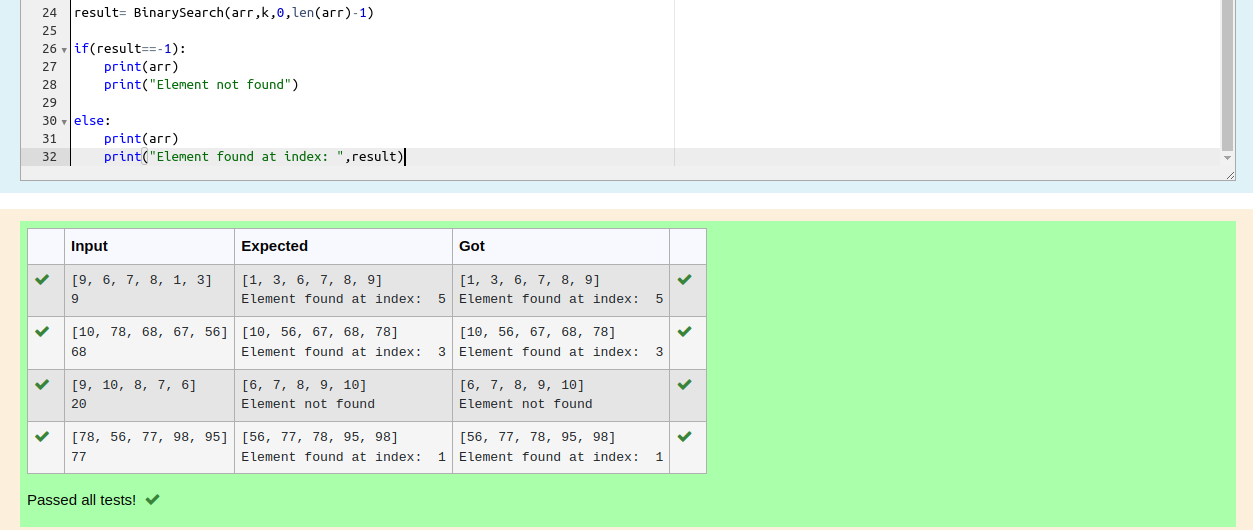 24 result= BinarySearch(arr,k,0,len(arr)-1)
25
26 if(result==-1):
27     print(arr)
28     print("Element not found")
29
30 else:
31     print(arr)
32     print("Element found at index: ",result)
Input Expected Got
[9, 6, 7, 8, 1, 3] [1, 3, 6, 7, 8, 9] [1, 3, 6, 7, 8, 9]
9 Element found at index:  5 Element found at index:  5
[10, 78, 68, 67, 56] [10, 56, 67, 68, 78] [10, 56, 67, 68, 78]
68 Element found at index:  3 Element found at index:  3
[9, 10, 8, 7, 6] [6, 7, 8, 9, 10] [6, 7, 8, 9, 10]
20 Element not found Element not found
[78, 56, 77, 98, 95] [56, 77, 78, 95, 98] [56, 77, 78, 95, 98]
77 Element found at index:  1 Element found at index:  1
Passed all tests!